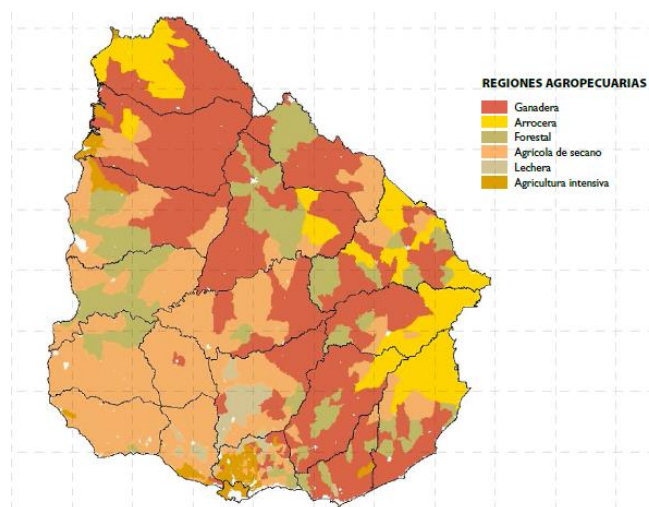 REGIONES AGROPECUARIAS
Ganadera
Arrocera
Forestal
Agrícola de secano
Lechera
Agricultura intensiva